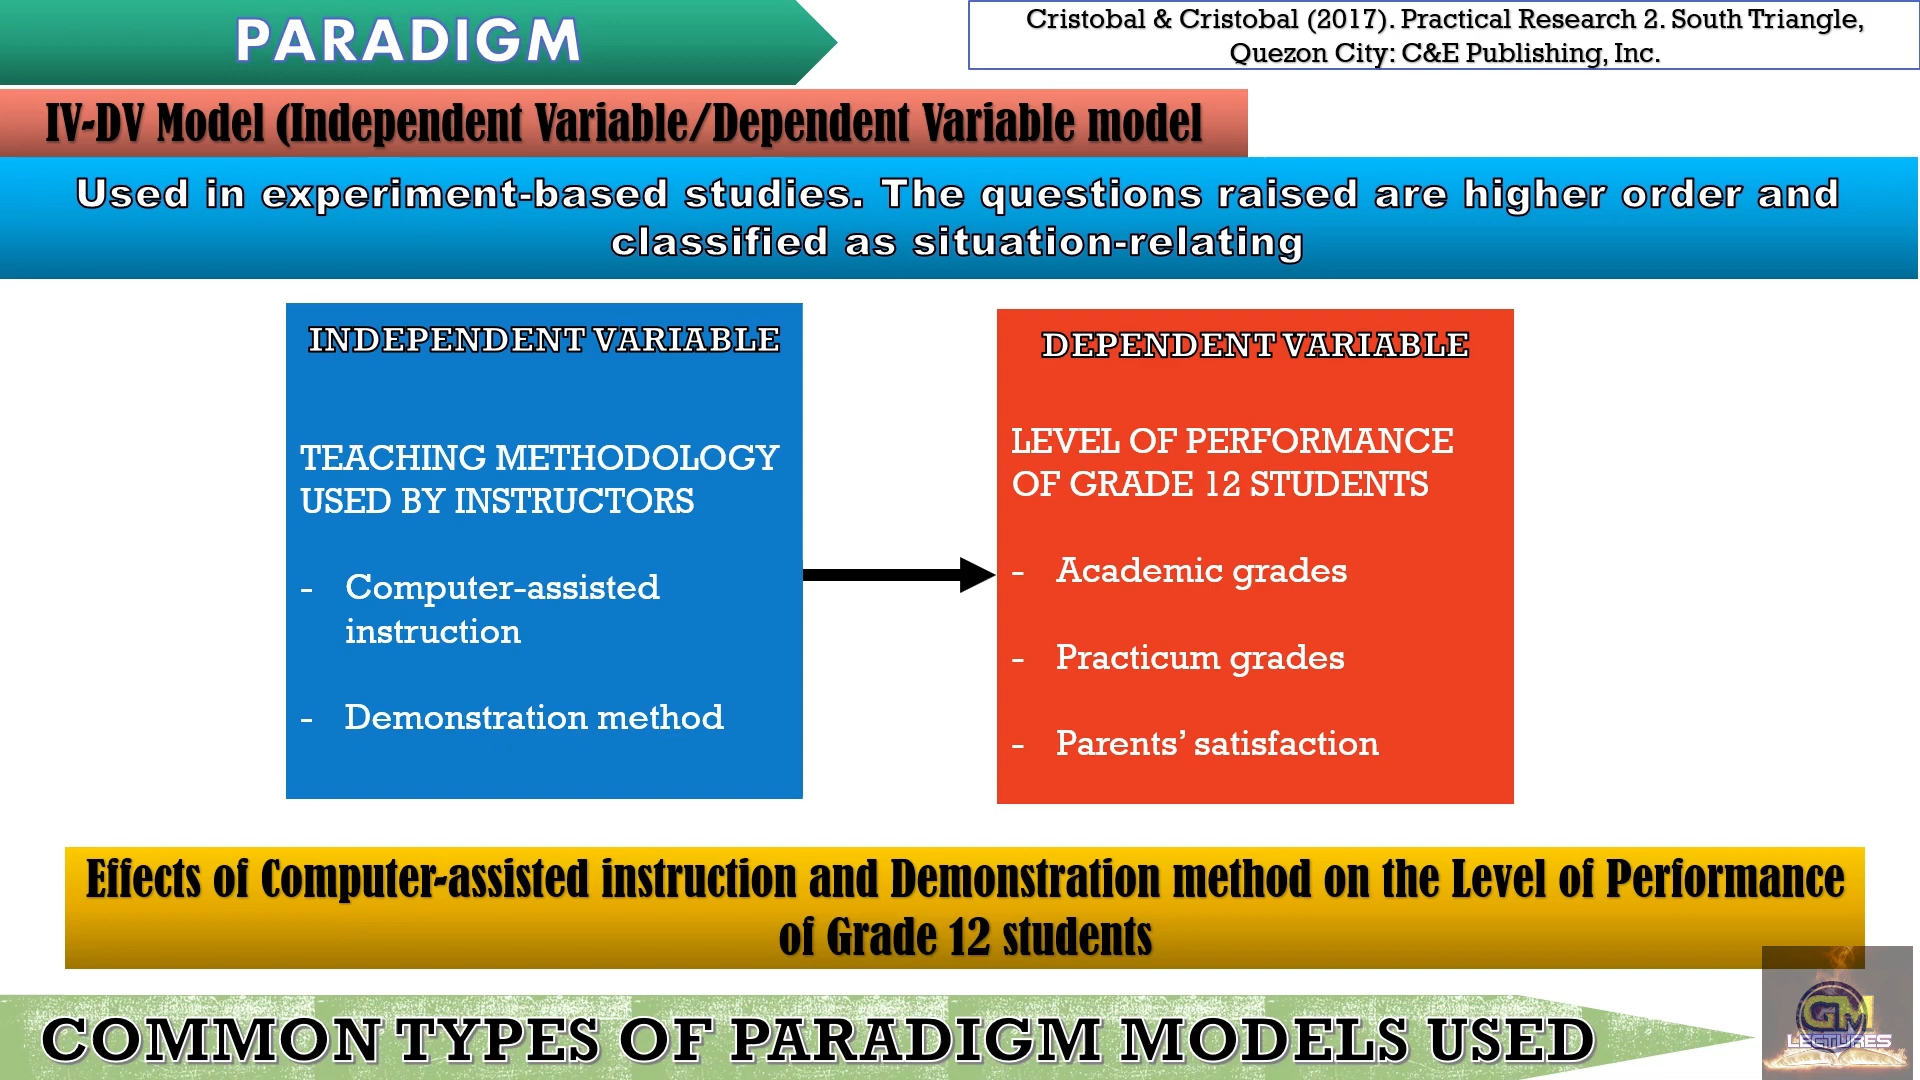 PARADIGM
Cristobal & Cristobal (2017). Practical Research 2. South Triangle,
Quezon City: C&E Publishing, Inc.
IV-DV Model (Independent Variable/Dependent Variable model
Used in experiment-based studies. The questions raised are higher order and
classified as situation-relating
INDEPENDENT VARIABLE
TEACHING METHODOLOGY
USED BY INSTRUCTORS
- Computer-assisted
instruction
- Demonstration method
DEPENDENT VARIABLE
LEVEL OF PERFORMANCE
OF GRADE 12 STUDENTS
- Academic grades
- Practicum grades
- Parents’ satisfaction
Effects of Computer-assisted instruction and Demonstration method on the Level of Performance
of Grade 12 students
COMMON TYPES OF PARADIGM MODELS USED
GM
LECTURES